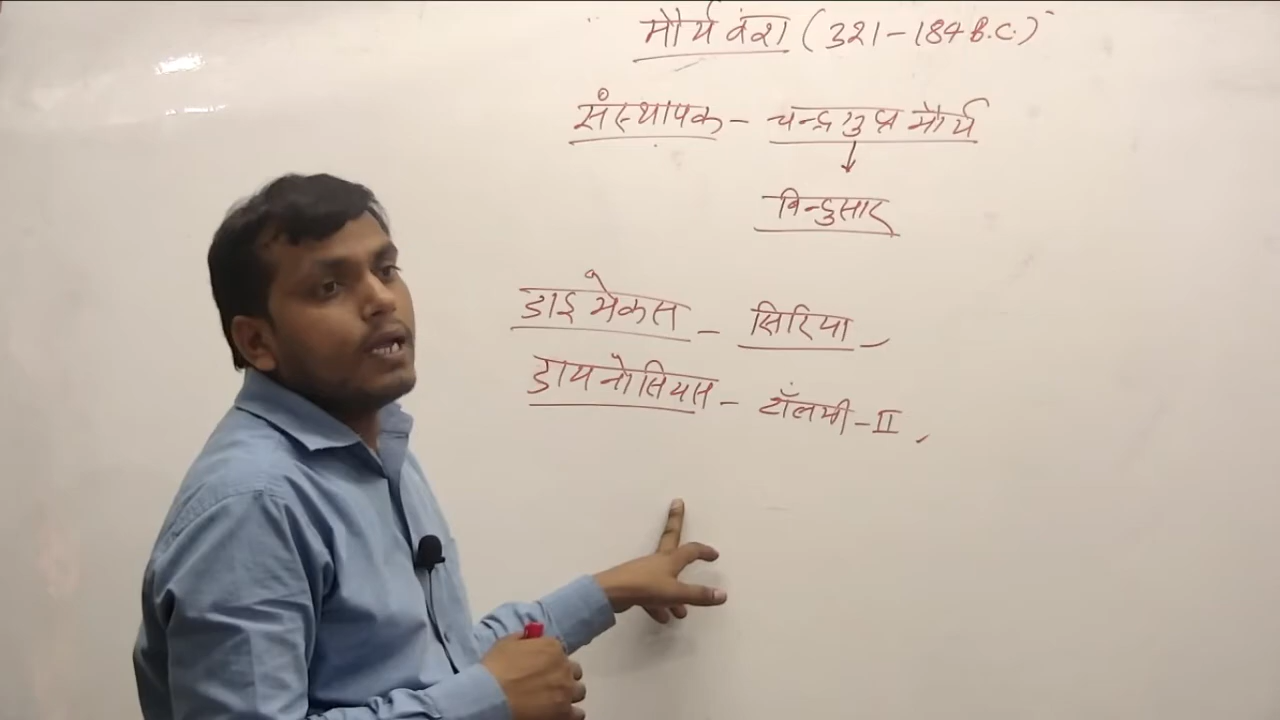 मौर्य वंश (321-184 B.C.)
संस्थापक - चन्द्रगुप्त मौर्य
↓
बिन्दुसार
डाइमेकस - सिरिया
डायनोसियस - टॉलमी-II